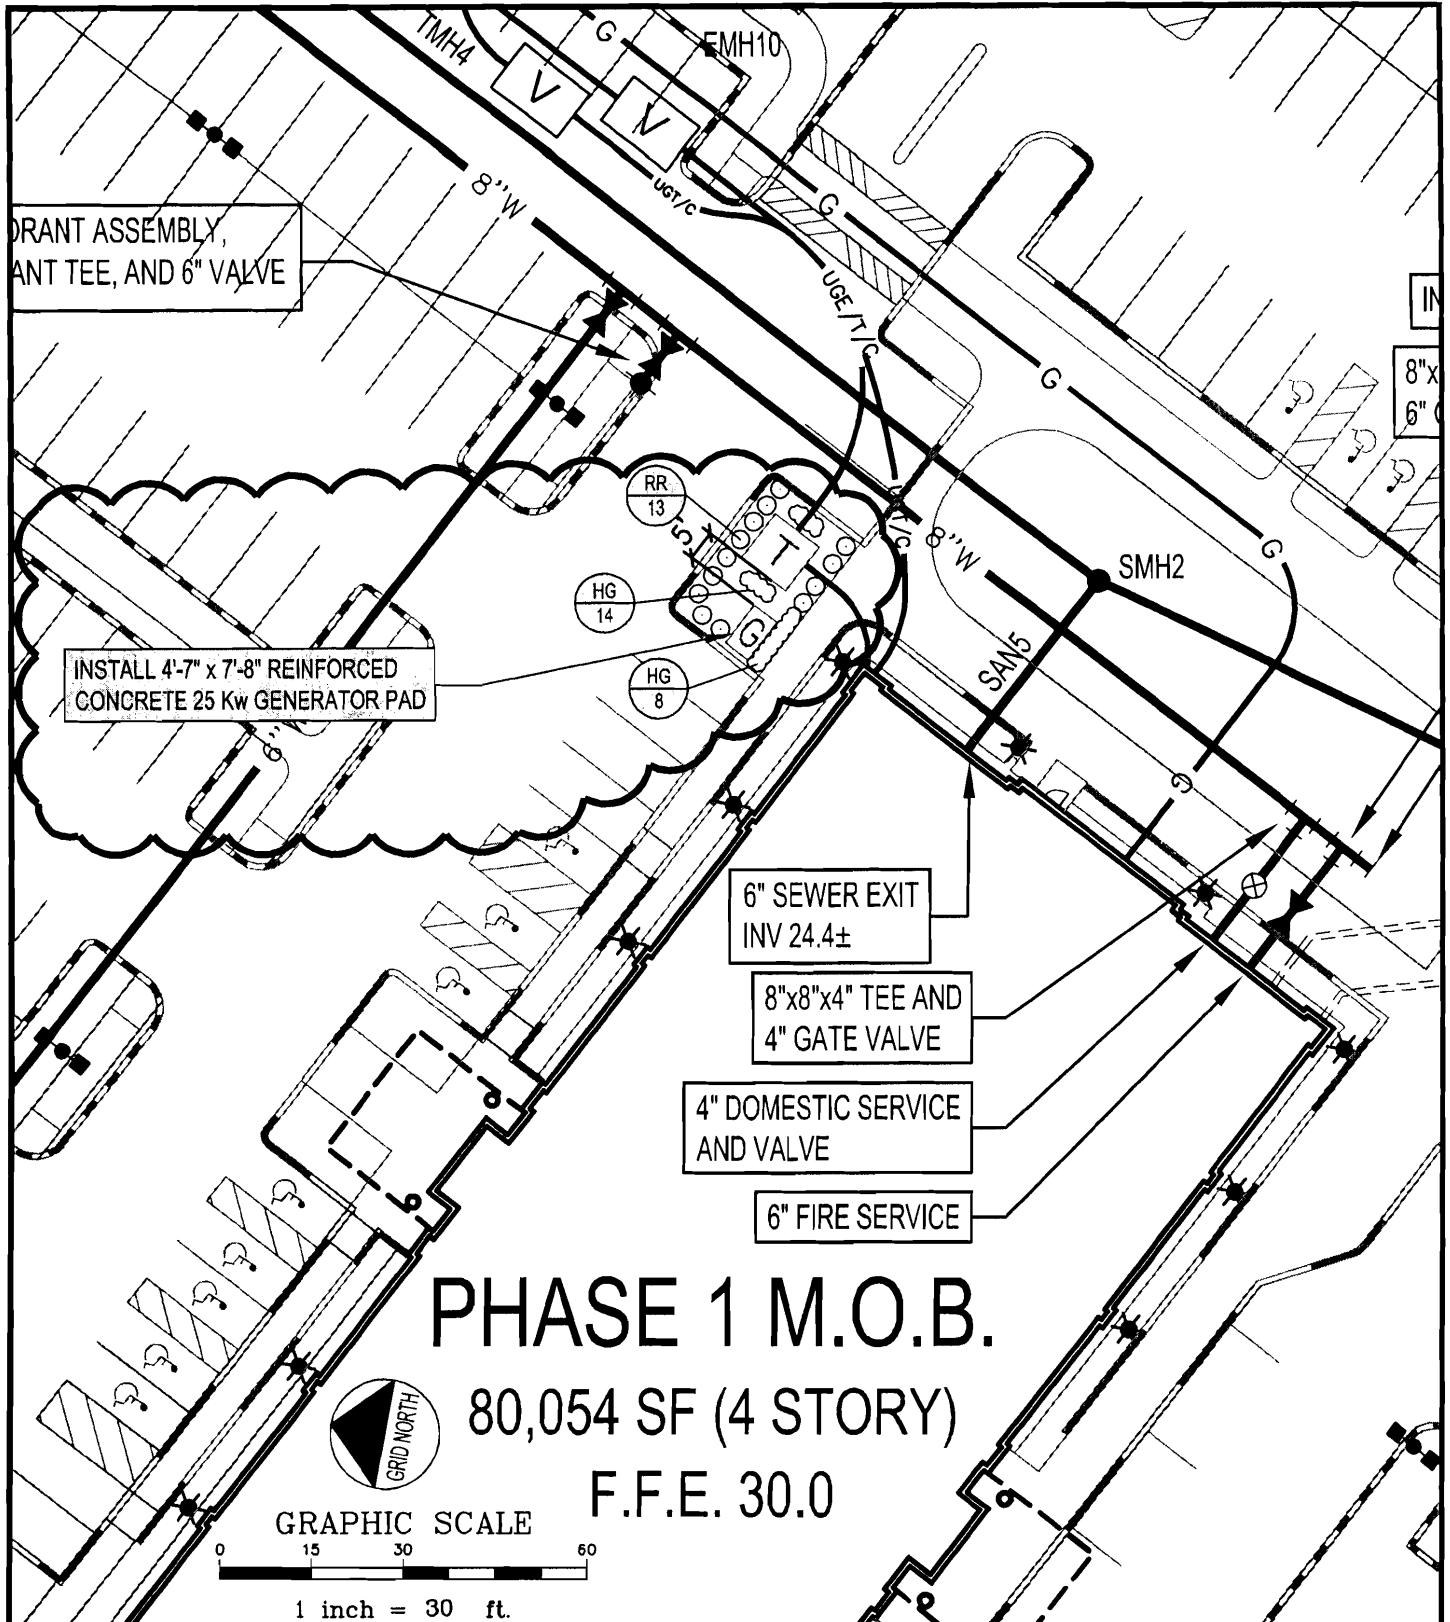 TMH4
V
V
G
EMH10
8"W
UGT/C
G
DRANT ASSEMBLY,
ANT TEE, AND 6" VALVE
UGE/T/C
IN
G
8"x
6"
RR
13
5'
T
8"W
G
SMH2
HG
14
G
SAN5
INSTALL 4'-7" x 7'-8" REINFORCED
CONCRETE 25 Kw GENERATOR PAD
HG
8
6"W
G
6" SEWER EXIT
INV 24.4±
8"x8"x4" TEE AND
4" GATE VALVE
4" DOMESTIC SERVICE
AND VALVE
6" FIRE SERVICE
PHASE 1 M.O.B.
80,054 SF (4 STORY)
F.F.E. 30.0
GRID NORTH
GRAPHIC SCALE
0 15 30 60
1 inch = 30 ft.